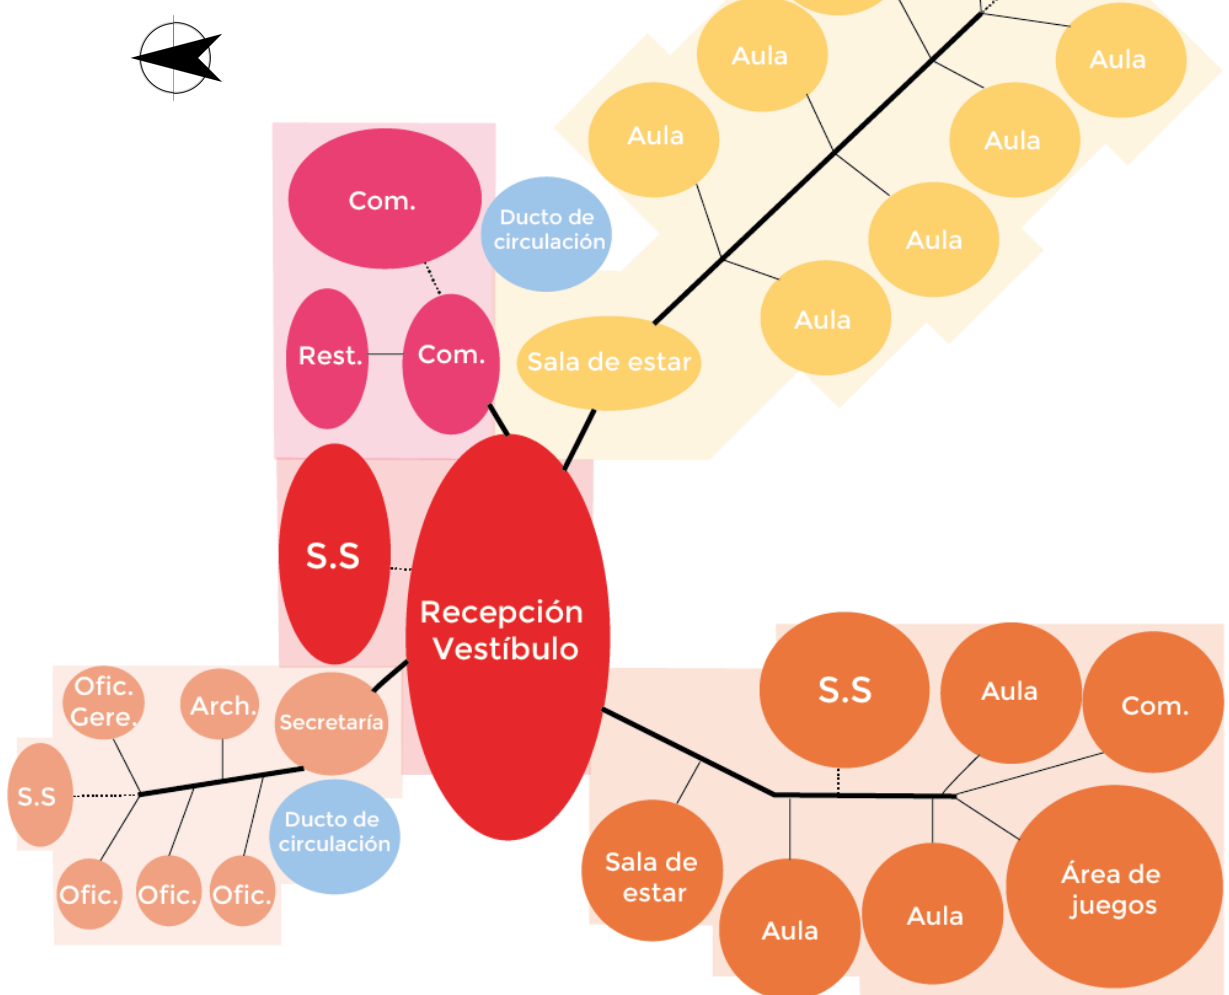 Aula
Aula
Aula
Aula
Aula
Aula
Com.
Ducto de
circulación
Rest.
Com.
Sala de estar
S.S
Recepción
Vestíbulo
Ofic.
Gere.
Arch.
Secretaría
S.S
Ducto de
circulación
Ofic.
Ofic.
Ofic.
S.S
Aula
Com.
Sala de
estar
Aula
Aula
Área de
juegos